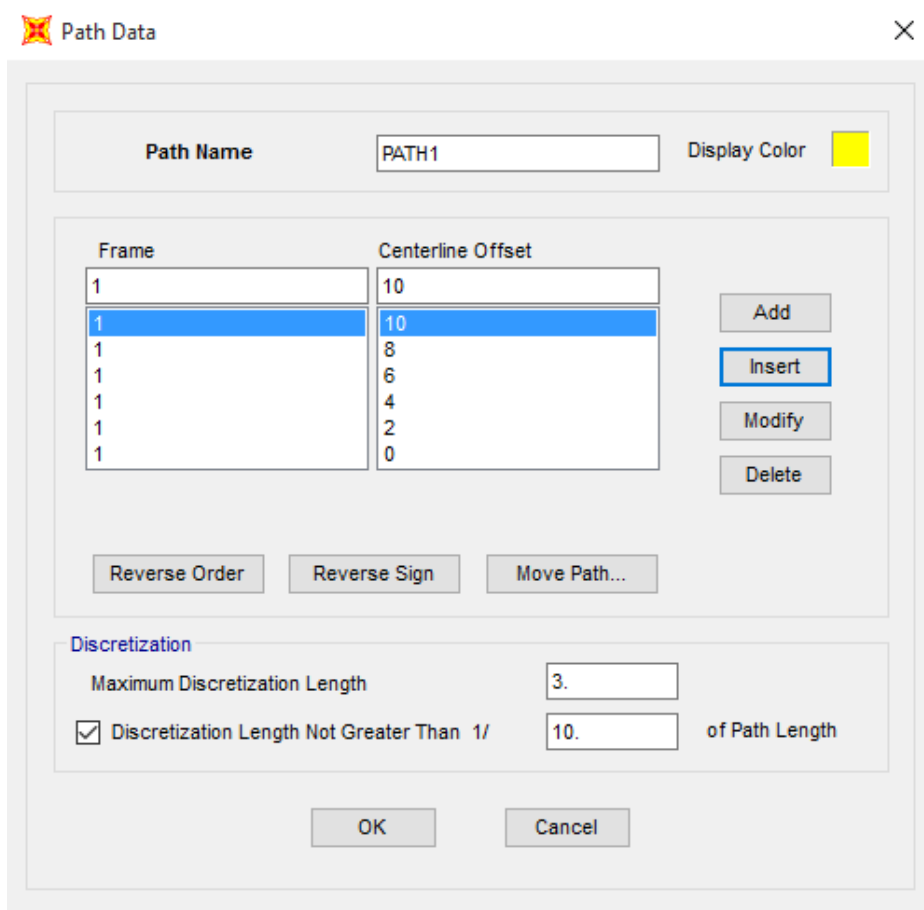 Path Data
Path Name PATH1 Display Color
Frame Centerline Offset
1 10
1 10
1 8
1 6
1 4
1 2
1 0
Add
Insert
Modify
Delete
Reverse Order Reverse Sign Move Path...
Discretization
Maximum Discretization Length 3.
Discretization Length Not Greater Than 1/ 10. of Path Length
OK Cancel